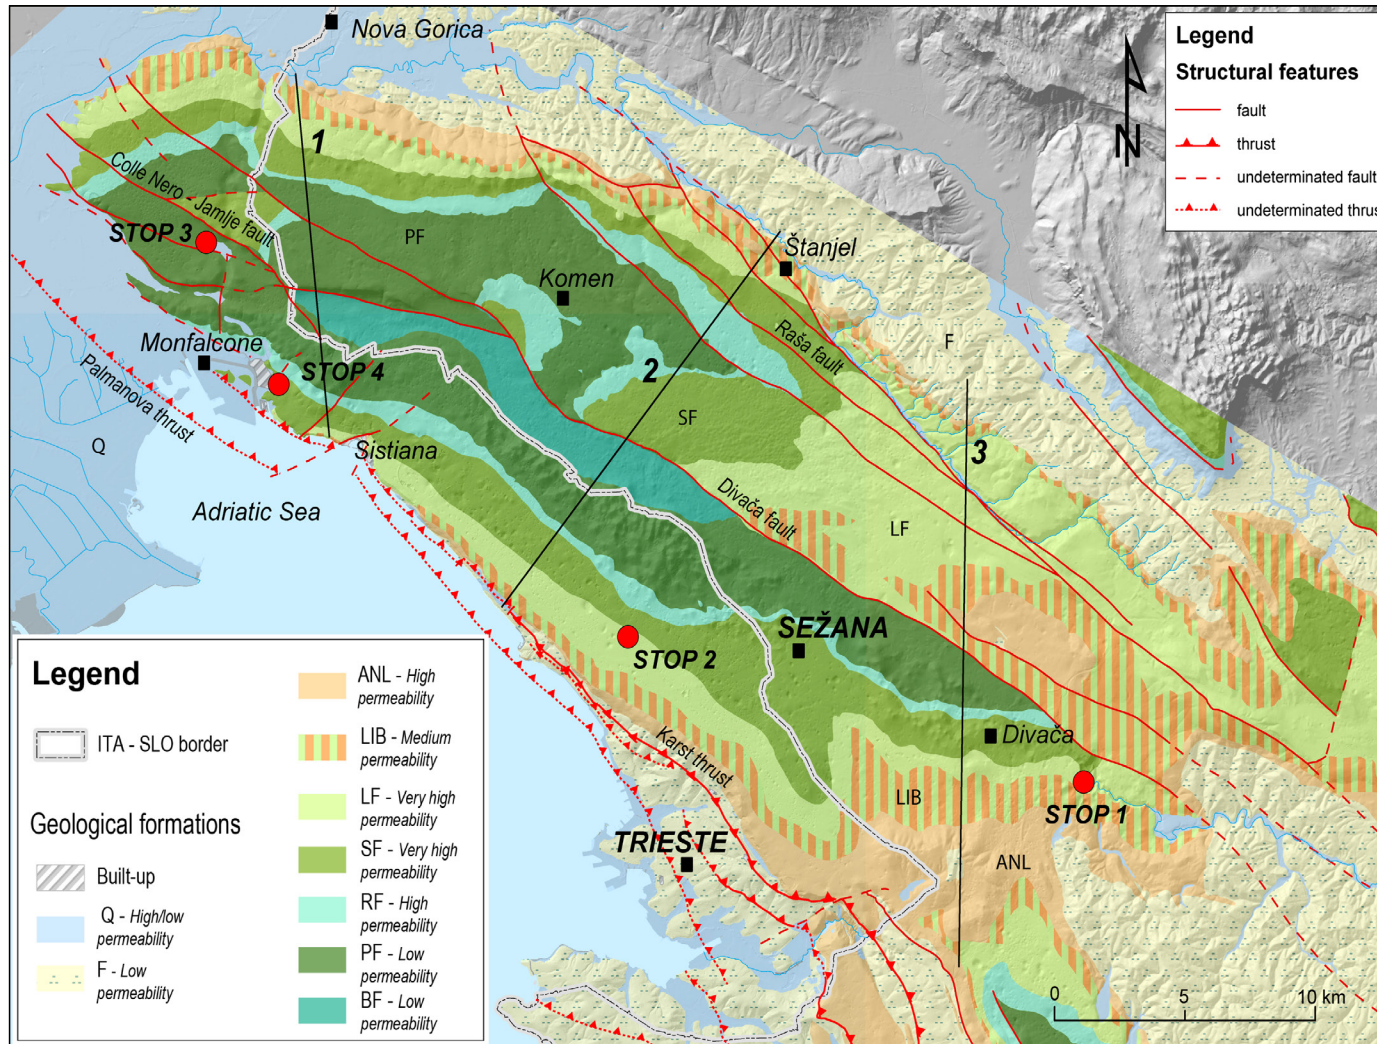 Nova Gorica
Legend
Structural features
fault
thrust
undeterminated fault
undeterminated thrus
N
1
Colle Nero - Jamlje fault
STOP 3
PF
Štanjel
Komen
F
Raša fault
Monfalcone
STOP 4
2
Palmanova thrust
SF
Q
Sistiana
3
Adriatic Sea
Divača fault
LF
SEŽANA
STOP 2
Divača
Karst thrust
LIB
STOP 1
TRIESTE
ANL
0
5
10 km
Legend
ITA - SLO border
Geological formations
Built-up
Q - High/low
permeability
F - Low
permeability
ANL - High
permeability
LIB - Medium
permeability
LF - Very high
permeability
SF - Very high
permeability
RF - High
permeability
PF - Low
permeability
BF - Low
permeability